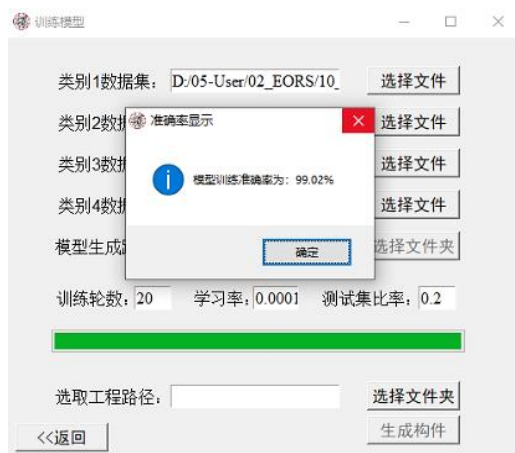 训练模型
类别1数据集: D:/05-User/02_EORS/10_ 选择文件
类别2数据 选择文件
准确率显示
类别3数据 选择文件
模型训练准确率为: 99.02%
类别4数据 选择文件
模型生成路 选择文件夹
确定
训练轮数: 20 学习率: 0.0001 测试集比率: 0.2
选取工程路径: 选择文件夹
<<返回 生成构件